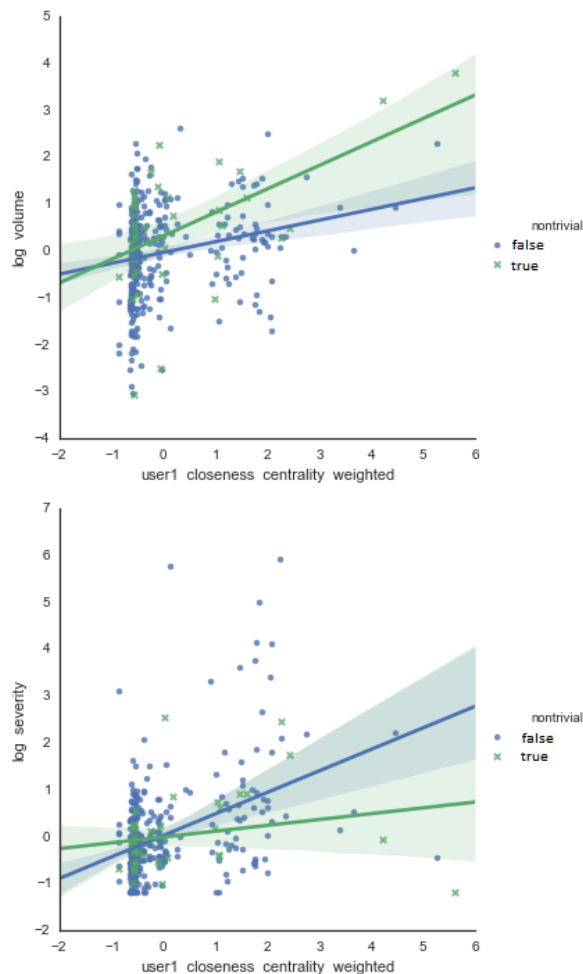 5
4
3
2
1
0
−1
−2
−3
−4
log volume
−2 −1 0 1 2 3 4 5 6
user1 closeness centrality weighted
nontrivial
false
true
7
6
5
4
3
2
1
0
−1
−2
log severity
−2 −1 0 1 2 3 4 5 6
user1 closeness centrality weighted
nontrivial
false
true